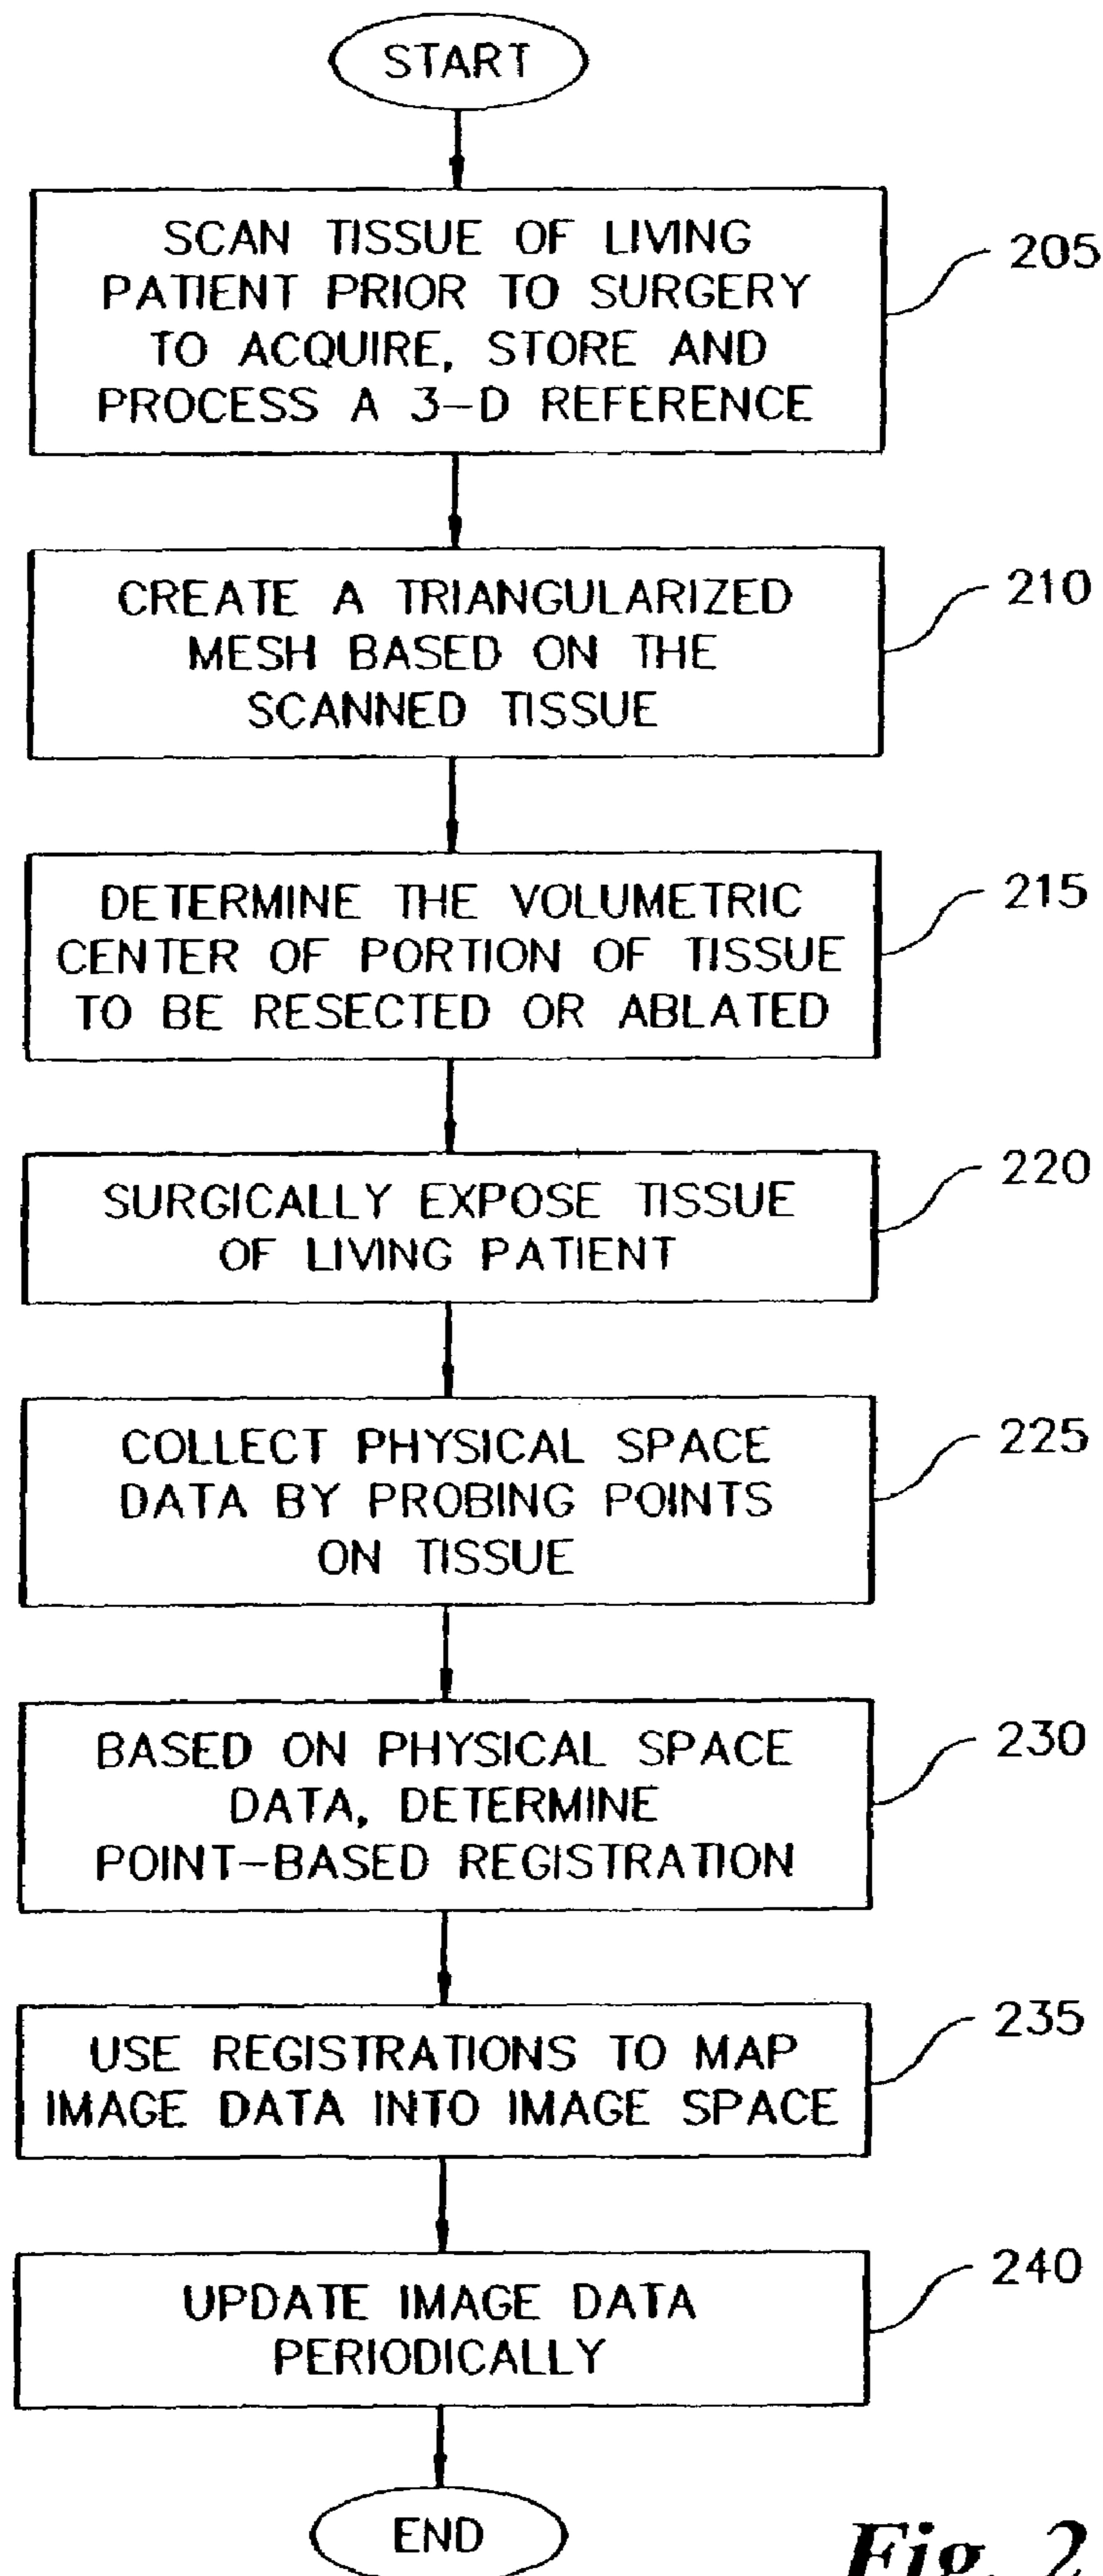 START
SCAN TISSUE OF LIVING
PATIENT PRIOR TO SURGERY
TO ACQUIRE, STORE AND
PROCESS A 3-D REFERENCE
205
CREATE A TRIANGULARIZED
MESH BASED ON THE
SCANNED TISSUE
210
DETERMINE THE VOLUMETRIC
CENTER OF PORTION OF TISSUE
TO BE RESECTED OR ABLATED
215
SURGICALLY EXPOSE TISSUE
OF LIVING PATIENT
220
COLLECT PHYSICAL SPACE
DATA BY PROBING POINTS
ON TISSUE
225
BASED ON PHYSICAL SPACE
DATA, DETERMINE
POINT-BASED REGISTRATION
230
USE REGISTRATIONS TO MAP
IMAGE DATA INTO IMAGE SPACE
235
UPDATE IMAGE DATA
PERIODICALLY
240
END
Fig. 2